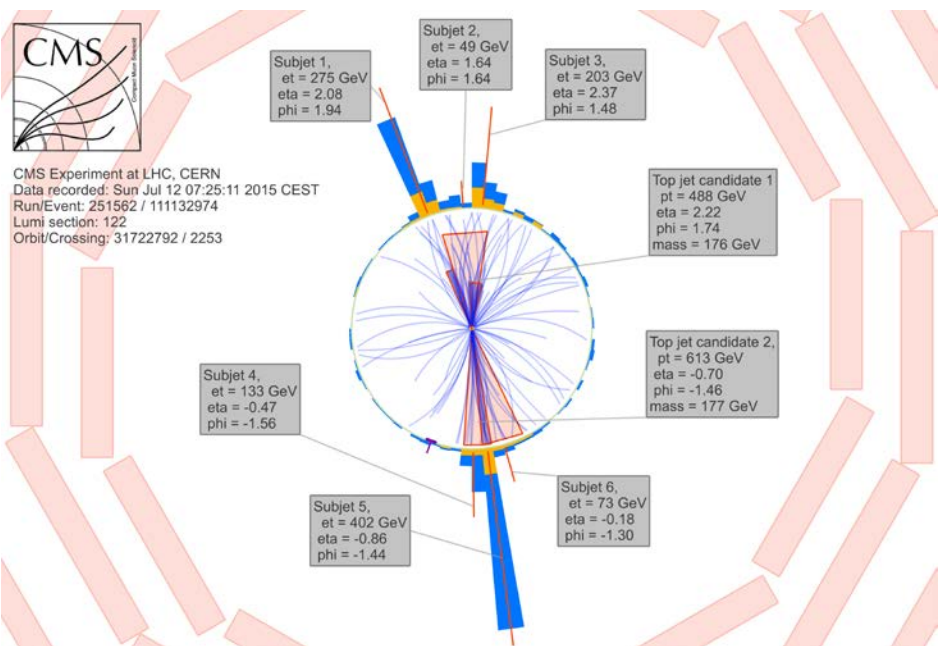 CMS
Compact Muon Solenoid
CMS Experiment at LHC, CERN
Data recorded: Sun Jul 12 07:25:11 2015 CEST
Run/Event: 251562 / 111132974
Lumi section: 122
Orbit/Crossing: 31722792 / 2253
Subjet 1,
et = 275 GeV
eta = 2.08
phi = 1.94
Subjet 2,
et = 49 GeV
eta = 1.64
phi = 1.64
Subjet 3,
et = 203 GeV
eta = 2.37
phi = 1.48
Top jet candidate 1
pt = 488 GeV
eta = 2.22
phi = 1.74
mass = 176 GeV
Top jet candidate 2,
pt = 613 GeV
eta = -0.70
phi = -1.46
mass = 177 GeV
Subjet 4,
et = 133 GeV
eta = -0.47
phi = -1.56
Subjet 5,
et = 402 GeV
eta = -0.86
phi = -1.44
Subjet 6,
et = 73 GeV
eta = -0.18
phi = -1.30